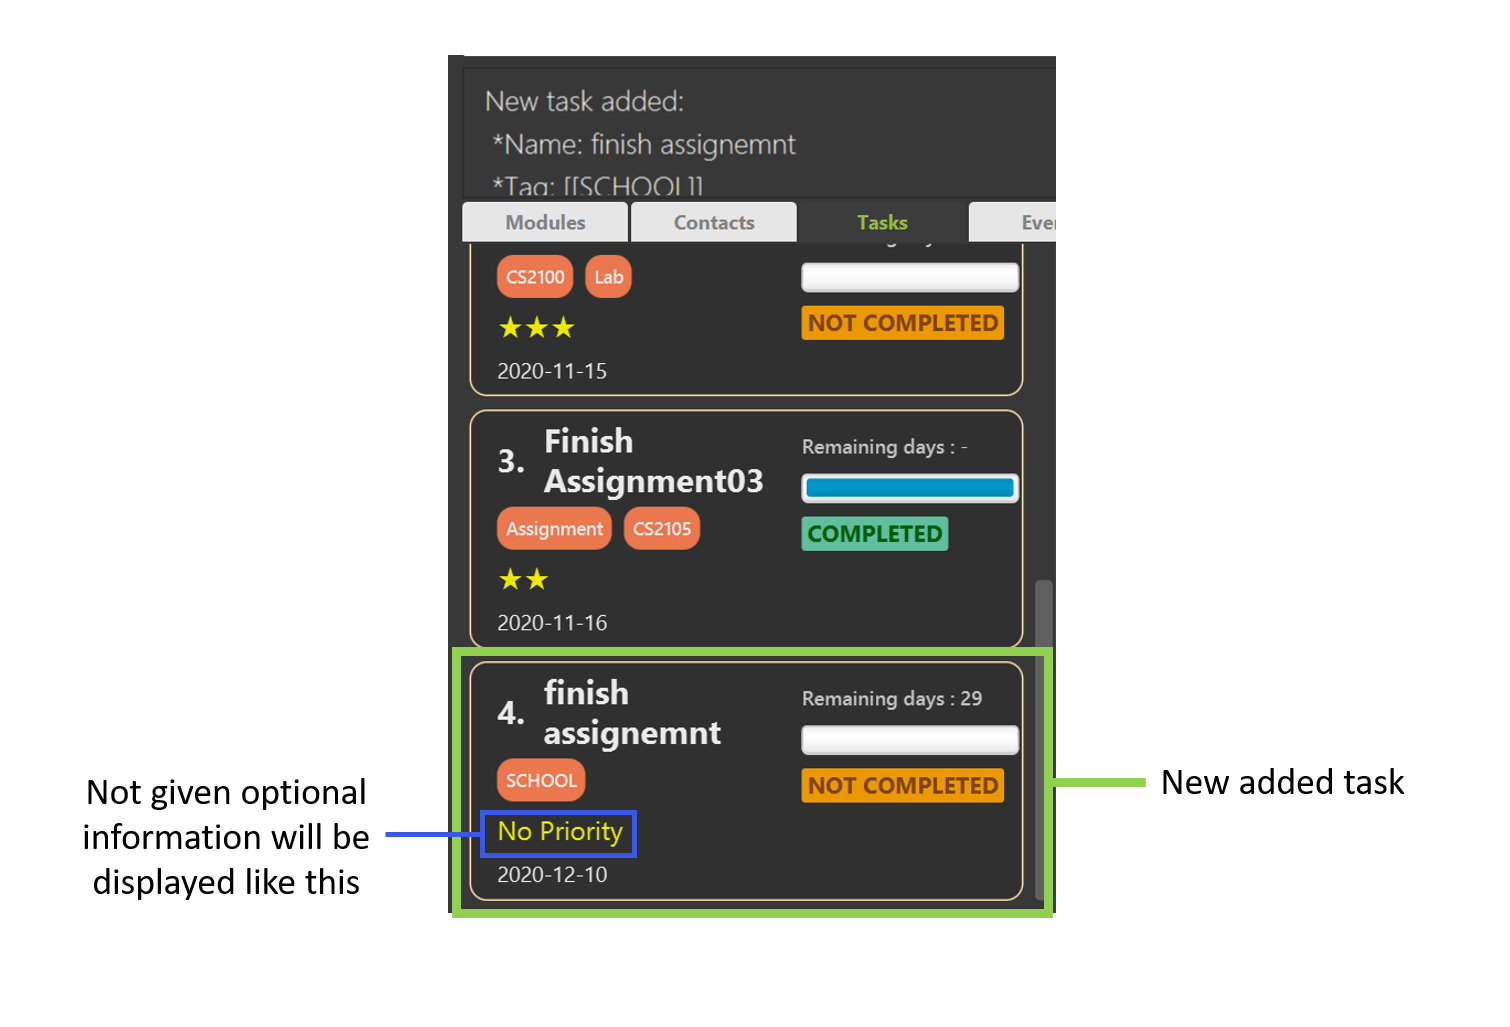 New task added:
*Name: finish assignemnt
*Tag: [[SCHOOL]]
Modules Contacts Tasks
CS2100 Lab
NOT COMPLETED
★★★
2020-11-15
3. Finish
Assignment03
Remaining days : -
Assignment CS2105
COMPLETED
★★
2020-11-16
4. finish
assignemnt
Remaining days : 29
SCHOOL
NOT COMPLETED
No Priority
2020-12-10
Not given optional
information will be
displayed like this
New added task